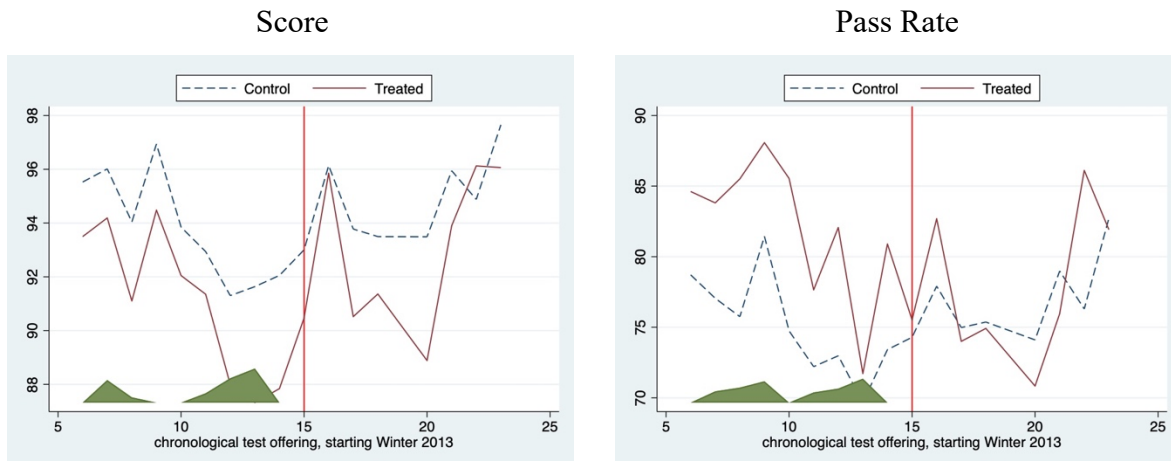 Score
Control Treated
98
96
94
92
90
88
5 10 15 20 25
chronological test offering, starting Winter 2013
Pass Rate
Control Treated
90
85
80
75
70
5 10 15 20 25
chronological test offering, starting Winter 2013